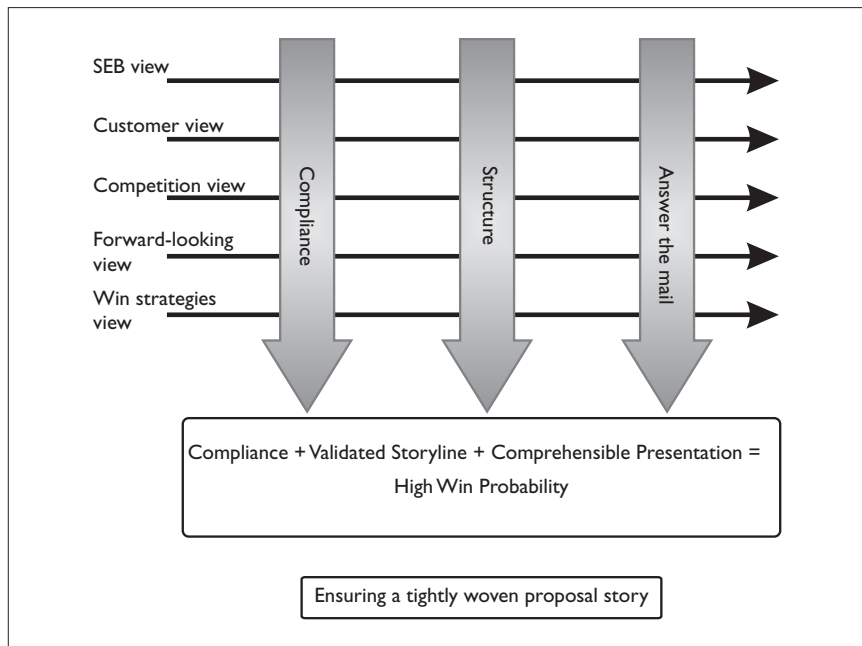 SEB view
Customer view
Competition view
Forward-looking
view
Win strategies
view
Compliance
Structure
Answer the mail
Compliance + Validated Storyline + Comprehensible Presentation =
High Win Probability
Ensuring a tightly woven proposal story